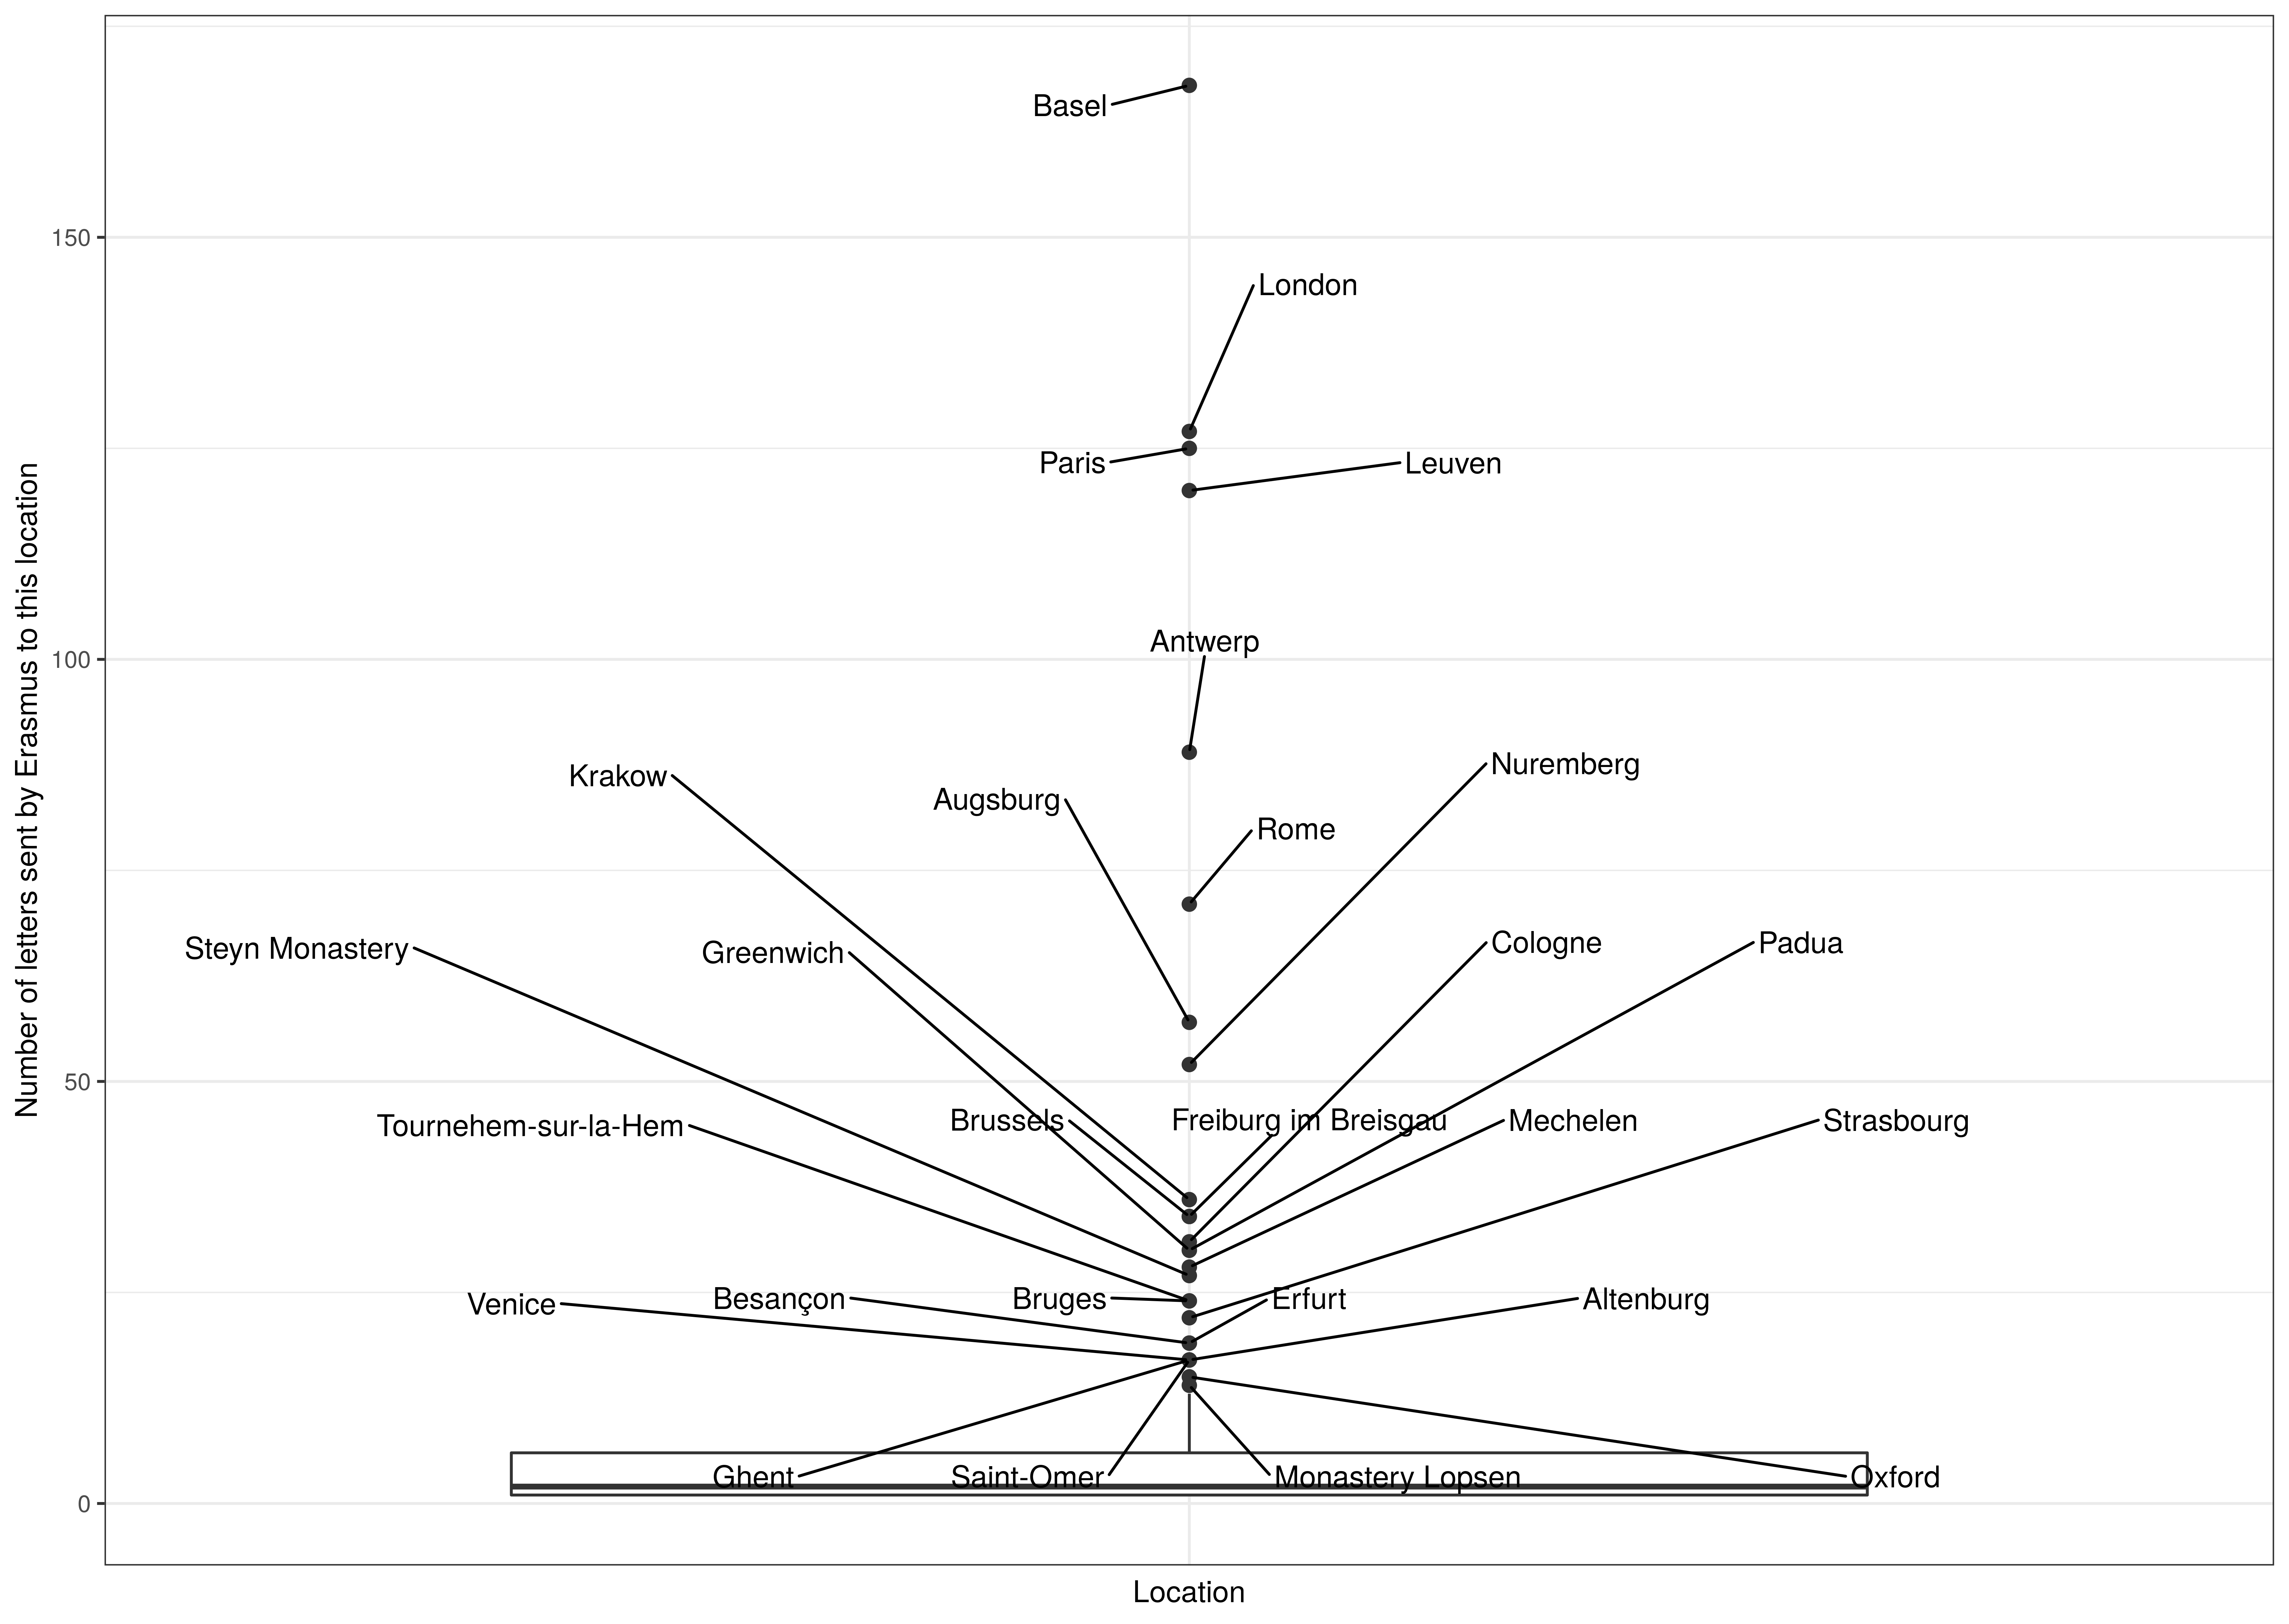 Number of letters sent by Erasmus to this location
Basel
150
London
Paris
Leuven
Antwerp
100
Krakow
Nuremberg
Augsburg
Rome
Steyn Monastery
Greenwich
Cologne
Padua
50
Tournehem-sur-la-Hem
Brussels
Freiburg im Breisgau
Mechelen
Strasbourg
Venice
Besançon
Bruges
Erfurt
Altenburg
Ghent
Saint-Omer
Monastery Lopsen
Oxford
0
Location